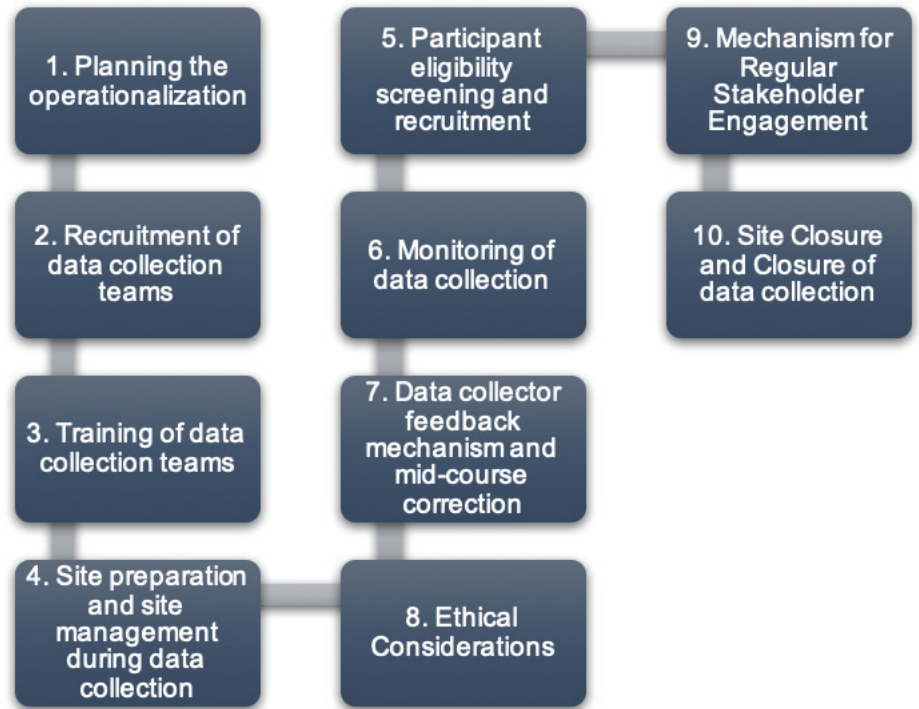 1. Planning the
operationalization
2. Recruitment of
data collection
teams
3. Training of data
collection teams
4. Site preparation
and site
management
during data
collection
5. Participant
eligibility
screening and
recruitment
6. Monitoring of
data collection
7. Data collector
feedback
mechanism and
mid-course
correction
8. Ethical
Considerations
9. Mechanism for
Regular
Stakeholder
Engagement
10. Site Closure
and Closure of
data collection